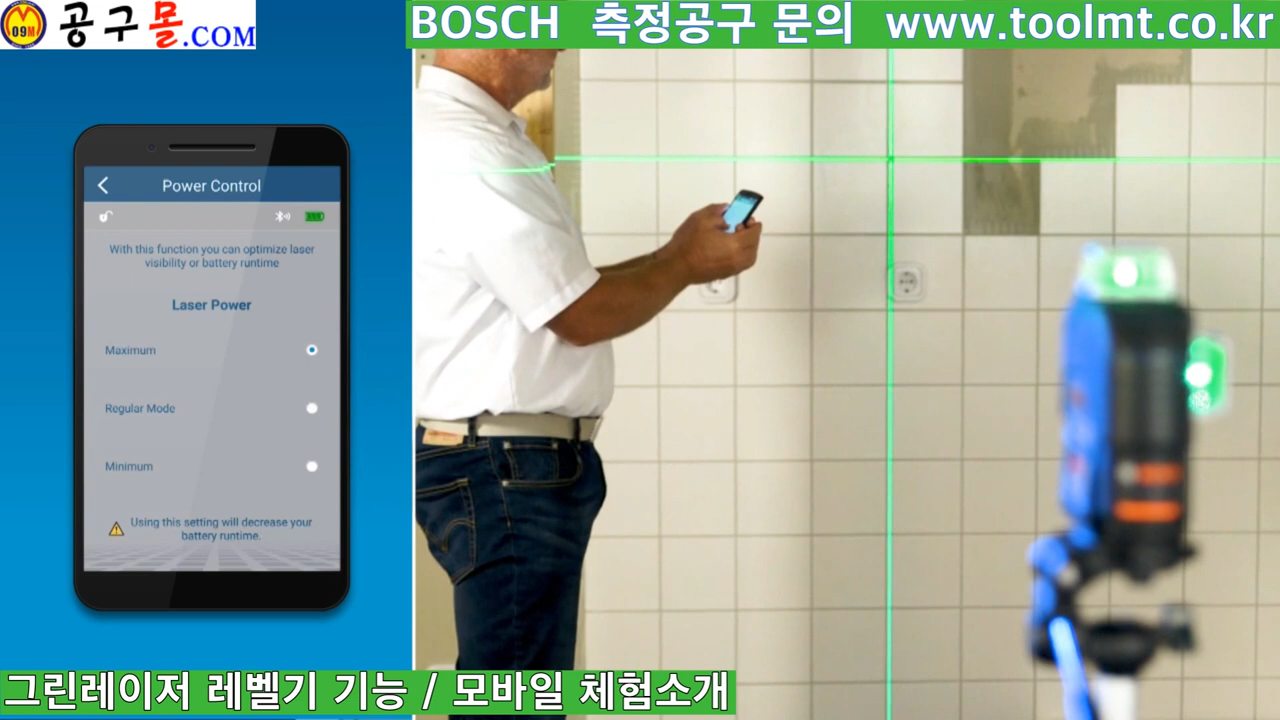 09M 공구몰.COM
BOSCH 측정공구 문의 www.toolmt.co.kr
Power Control
With this function you can optimize laser
visibility or battery runtime
Laser Power
Maximum
Regular Mode
Minimum
Using this setting will decrease your
battery runtime.
그린레이저 레벨기 기능 / 모바일 체험소개